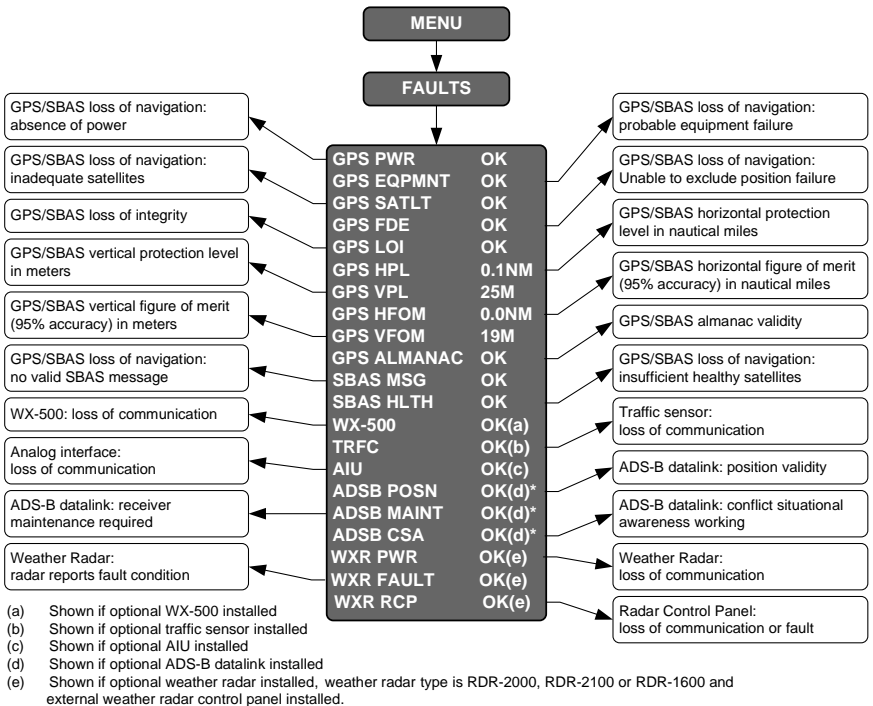 MENU
FAULTS
GPS/SBAS loss of navigation:
absence of power
GPS/SBAS loss of navigation:
inadequate satellites
GPS/SBAS loss of integrity
GPS/SBAS vertical protection level
in meters
GPS/SBAS vertical figure of merit
(95% accuracy) in meters
GPS/SBAS loss of navigation:
no valid SBAS message
WX-500: loss of communication
Analog interface:
loss of communication
ADS-B datalink: receiver
maintenance required
Weather Radar:
radar reports fault condition
GPS PWR OK
GPS EQPMNT OK
GPS SATLT OK
GPS FDE OK
GPS LOI OK
GPS HPL 0.1NM
GPS VPL 25M
GPS HFOM 0.0NM
GPS VFOM 19M
GPS ALMANAC OK
SBAS MSG OK
SBAS HLTH OK
WX-500 OK(a)
TRFC OK(b)
AIU OK(c)
ADSB POSN OK(d)*
ADSB MAINT OK(d)*
ADSB CSA OK(d)*
WXR PWR OK(e)
WXR FAULT OK(e)
WXR RCP OK(e)
GPS/SBAS loss of navigation:
probable equipment failure
GPS/SBAS loss of navigation:
Unable to exclude position failure
GPS/SBAS horizontal protection
level in nautical miles
GPS/SBAS horizontal figure of merit
(95% accuracy) in nautical miles
GPS/SBAS almanac validity
GPS/SBAS loss of navigation:
insufficient healthy satellites
Traffic sensor:
loss of communication
ADS-B datalink: position validity
ADS-B datalink: conflict situational
awareness working
Weather Radar:
loss of communication
Radar Control Panel:
loss of communication or fault
(a) Shown if optional WX-500 installed
(b) Shown if optional traffic sensor installed
(c) Shown if optional AIU installed
(d) Shown if optional ADS-B datalink installed
(e) Shown if optional weather radar installed, weather radar type is RDR-2000, RDR-2100 or RDR-1600 and
external weather radar control panel installed.